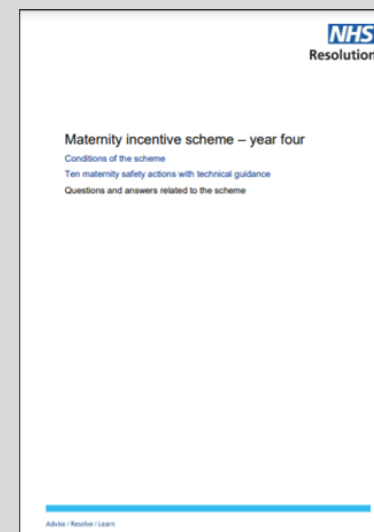 NHS
Resolution
Maternity incentive scheme – year four
Conditions of the scheme
Ten maternity safety actions with technical guidance
Questions and answers related to the scheme
Advise / Resolve / Learn